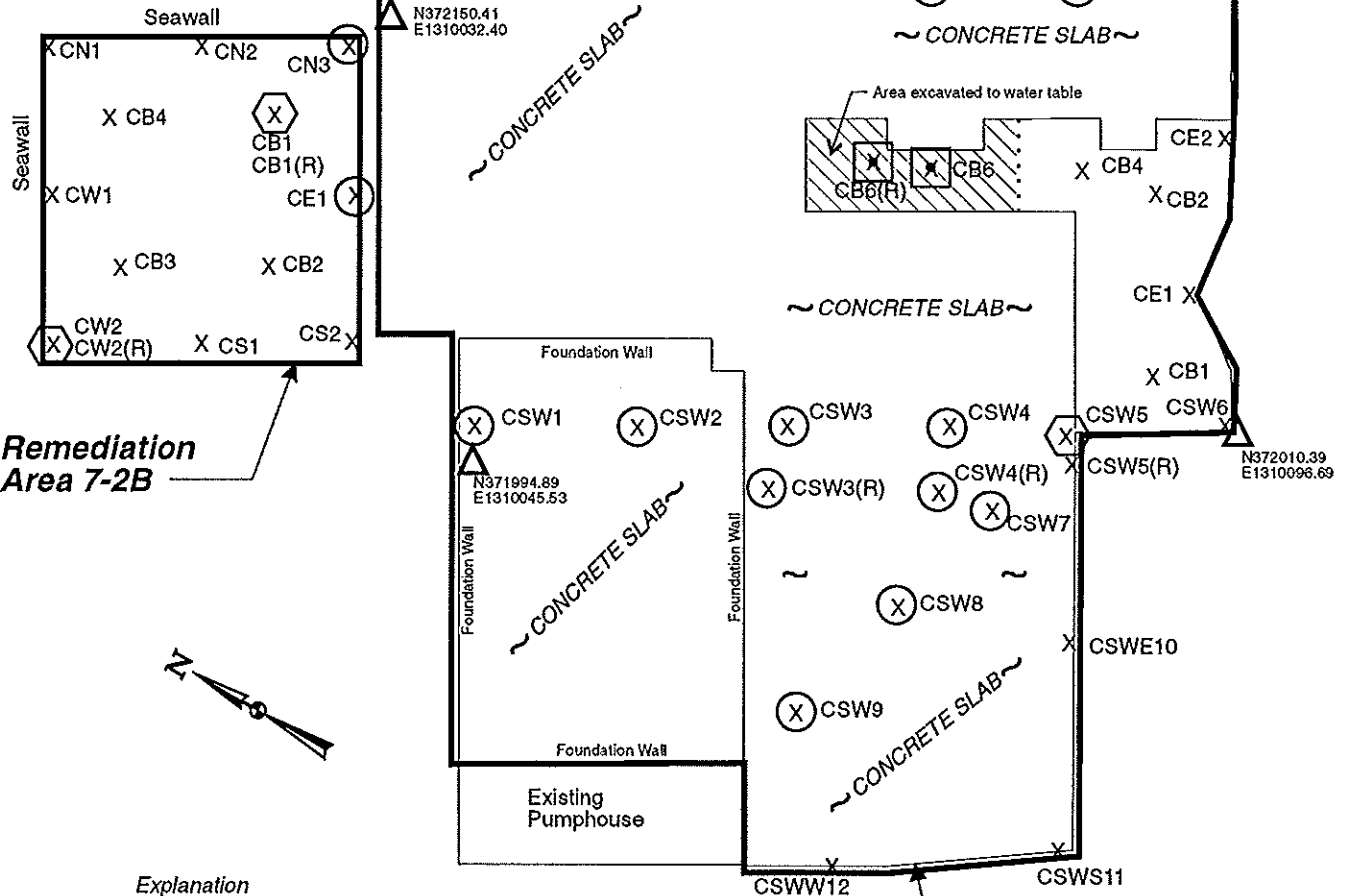 Seawall
N372150.41
E1310032.40
~ CONCRETE SLAB ~
~ CONCRETE SLAB ~
CN1
CN2
CN3
Area excavated to water table
CB4
CB1
CB1(R)
Seawall
CE2
CB4
CB6
CB6(R)
CB2
CW1
CE1
CB3
CB2
CE1
~ CONCRETE SLAB ~
CW2
CW2(R)
CS1
CS2
Foundation Wall
CB1
CSW1
CSW2
CSW3
CSW4
CSW5
CSW6
Remediation
Area 7-2B
N372010.39
E1310096.69
CSW5(R)
N371994.89
E1310045.53
CSW3(R)
CSW4(R)
CSW7
~ CONCRETE SLAB ~
Foundation Wall
Foundation Wall
~
~
CSW8
CSWE10
N
CSW9
~ CONCRETE SLAB ~
Foundation Wall
Existing
Pumphouse
CSWW12
CSWS11
Explanation